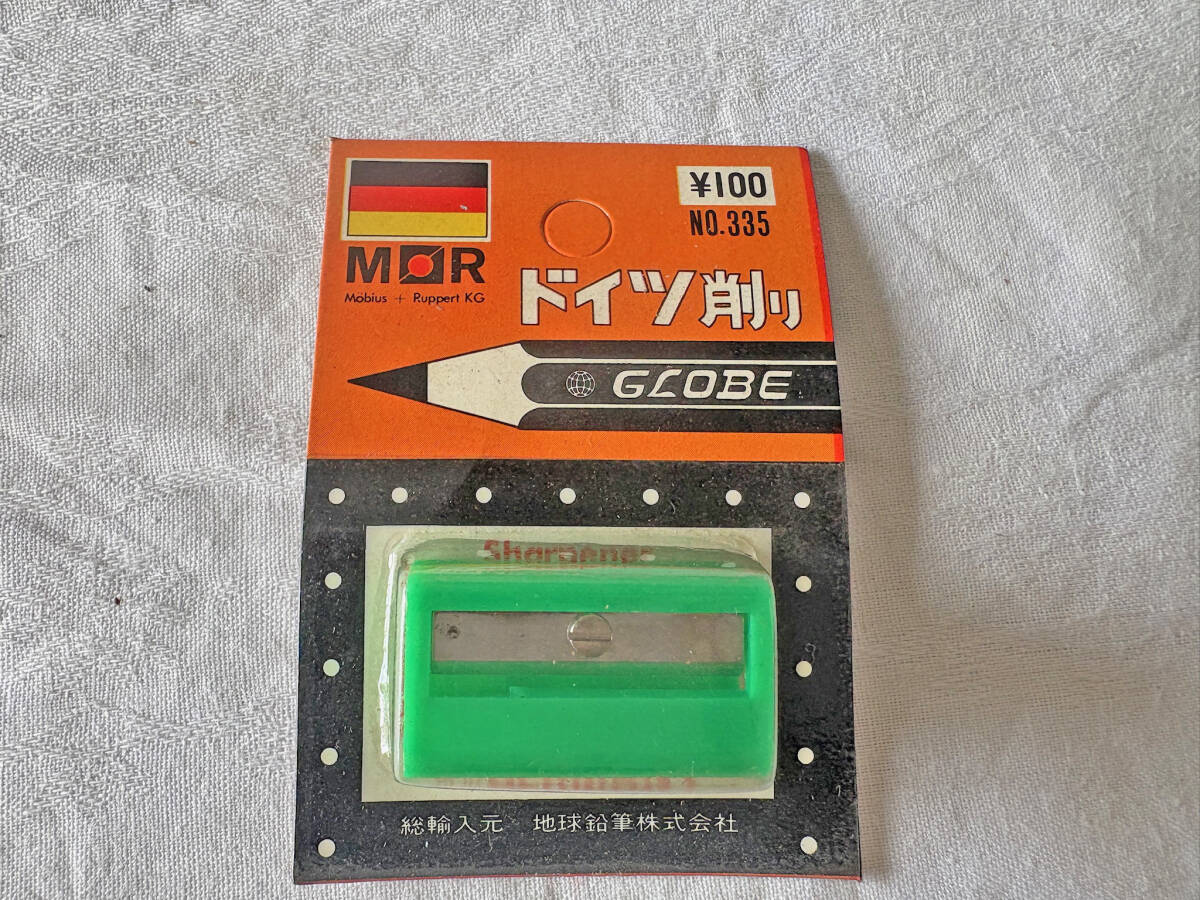 ¥100
NO.335
M R
Möbius + Ruppert KG
ドイツ削り
GLOBE
Sharpener
総輸入元 地球鉛筆株式会社